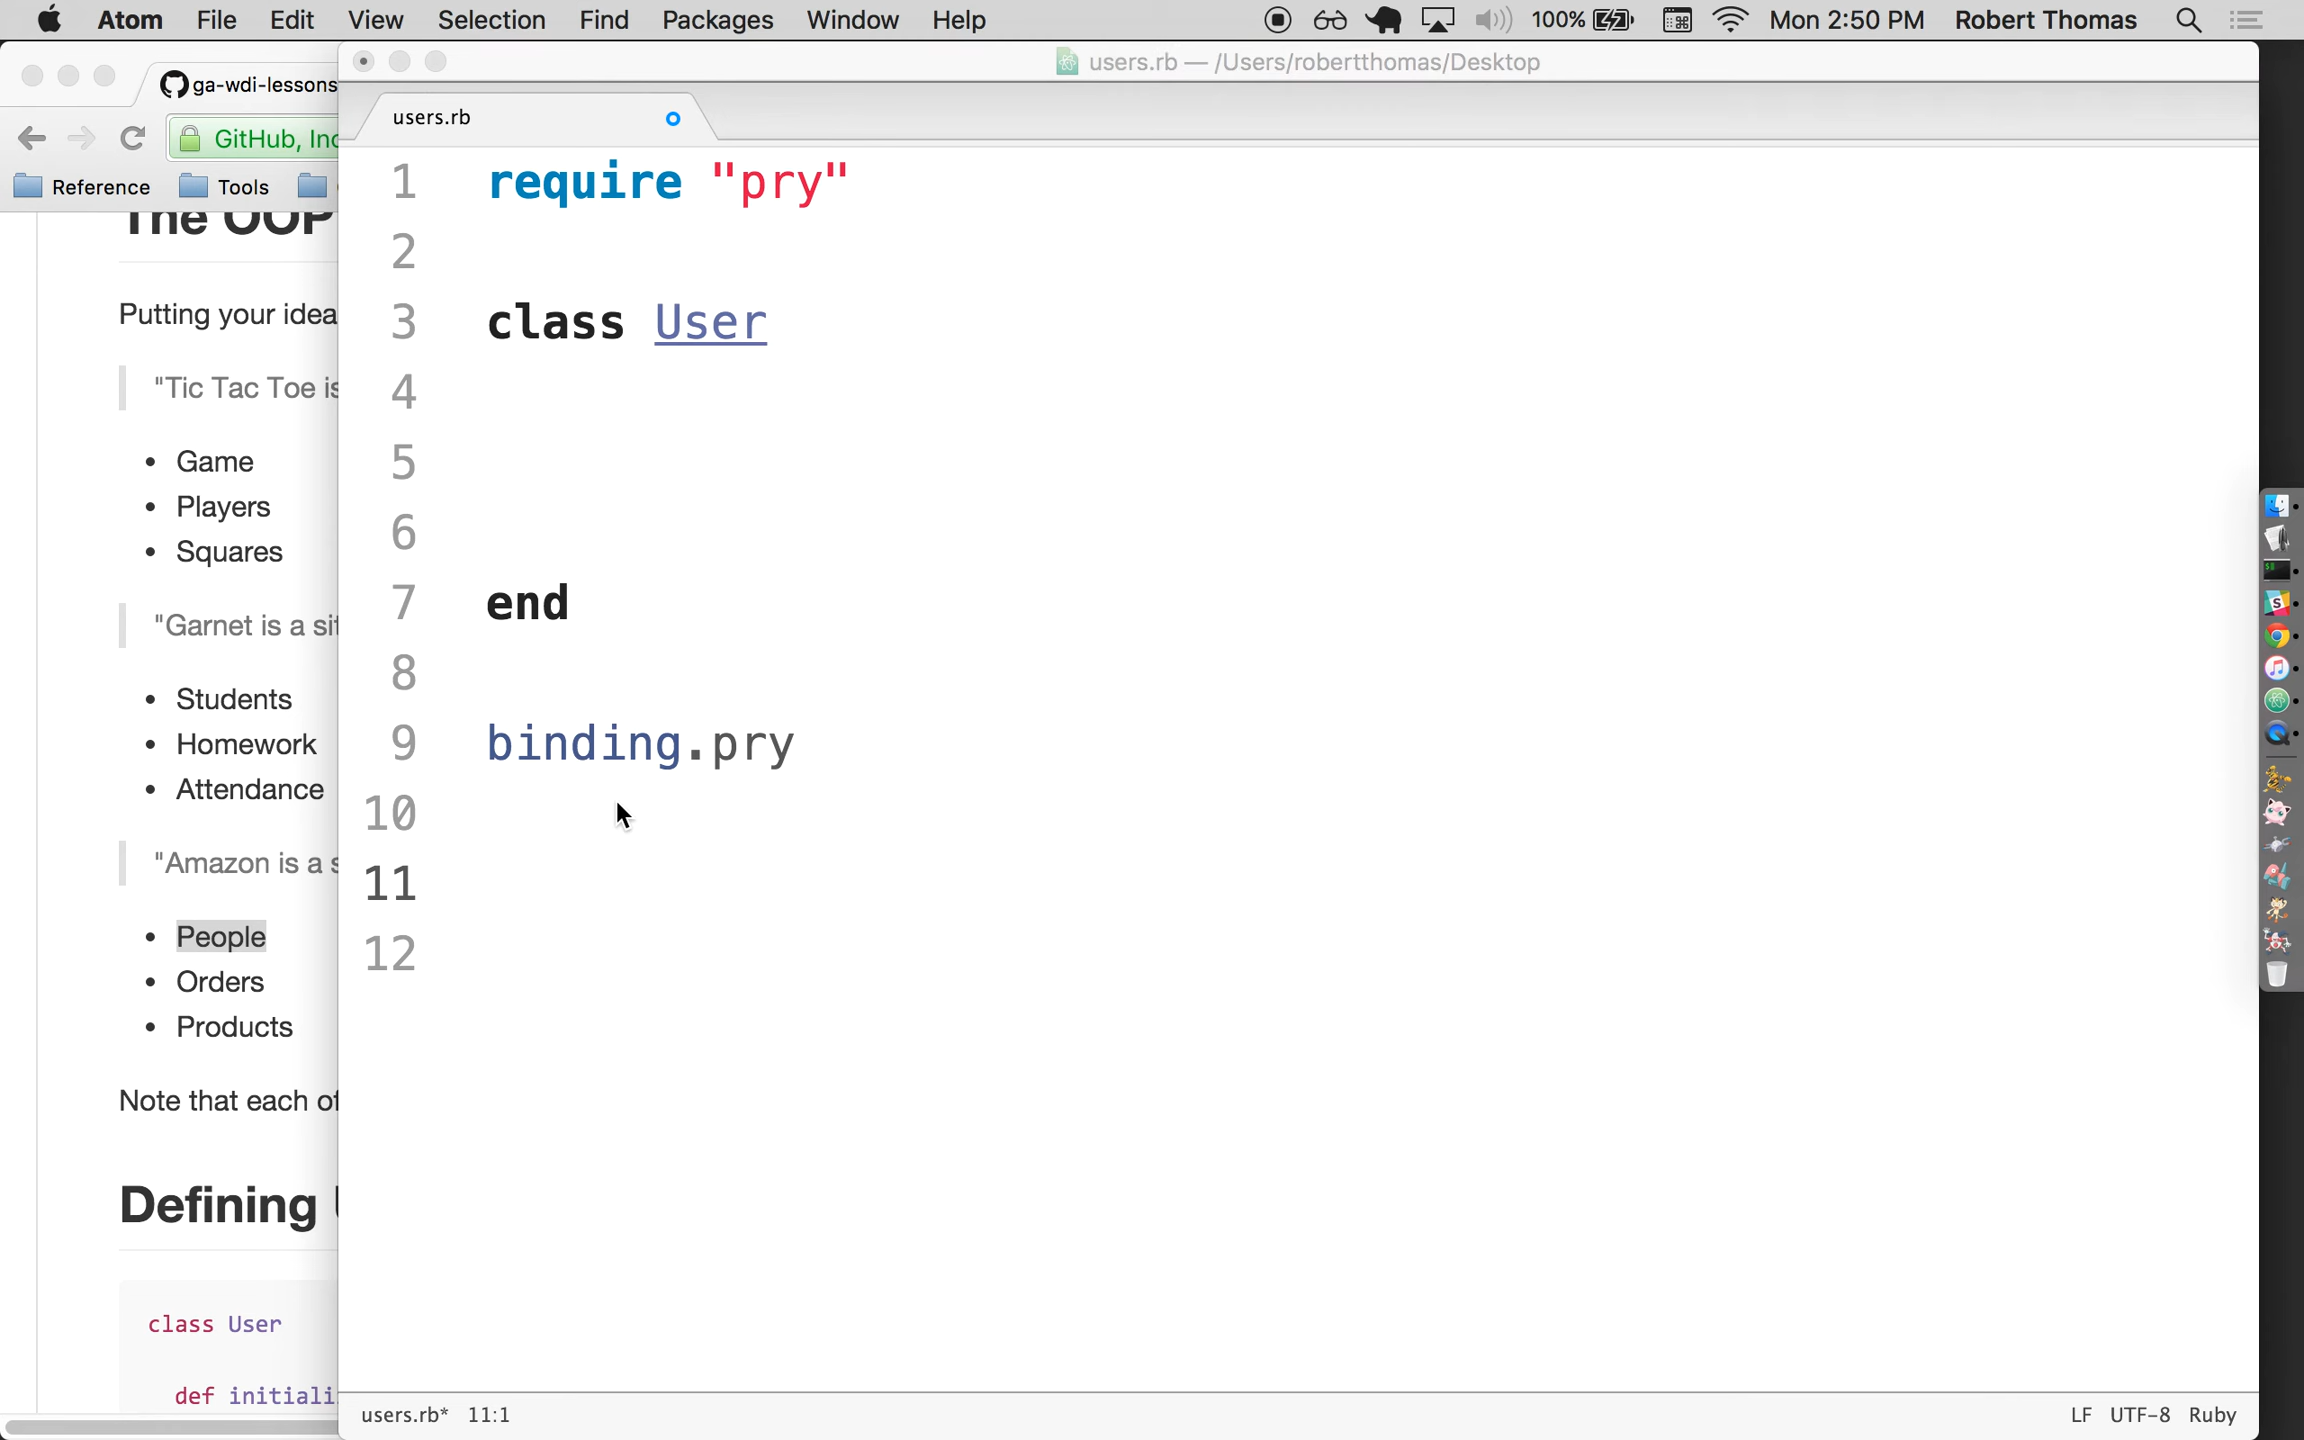 Atom File Edit View Selection Find Packages Window Help 100% Mon 2:50 PM Robert Thomas
users.rb — /Users/robertthomas/Desktop
ga-wdi-lessons
users.rb
GitHub, Inc
Reference Tools
The OOP
Putting your idea
"Tic Tac Toe is
Game
Players
Squares
"Garnet is a sit
Students
Homework
Attendance
"Amazon is a s
People
Orders
Products
Note that each of
Defining
class User
def initiali
1 require "pry"
2
3 class User
4
5
6
7 end
8
9 binding.pry
10
11
12
users.rb* 11:1 LF UTF-8 Ruby